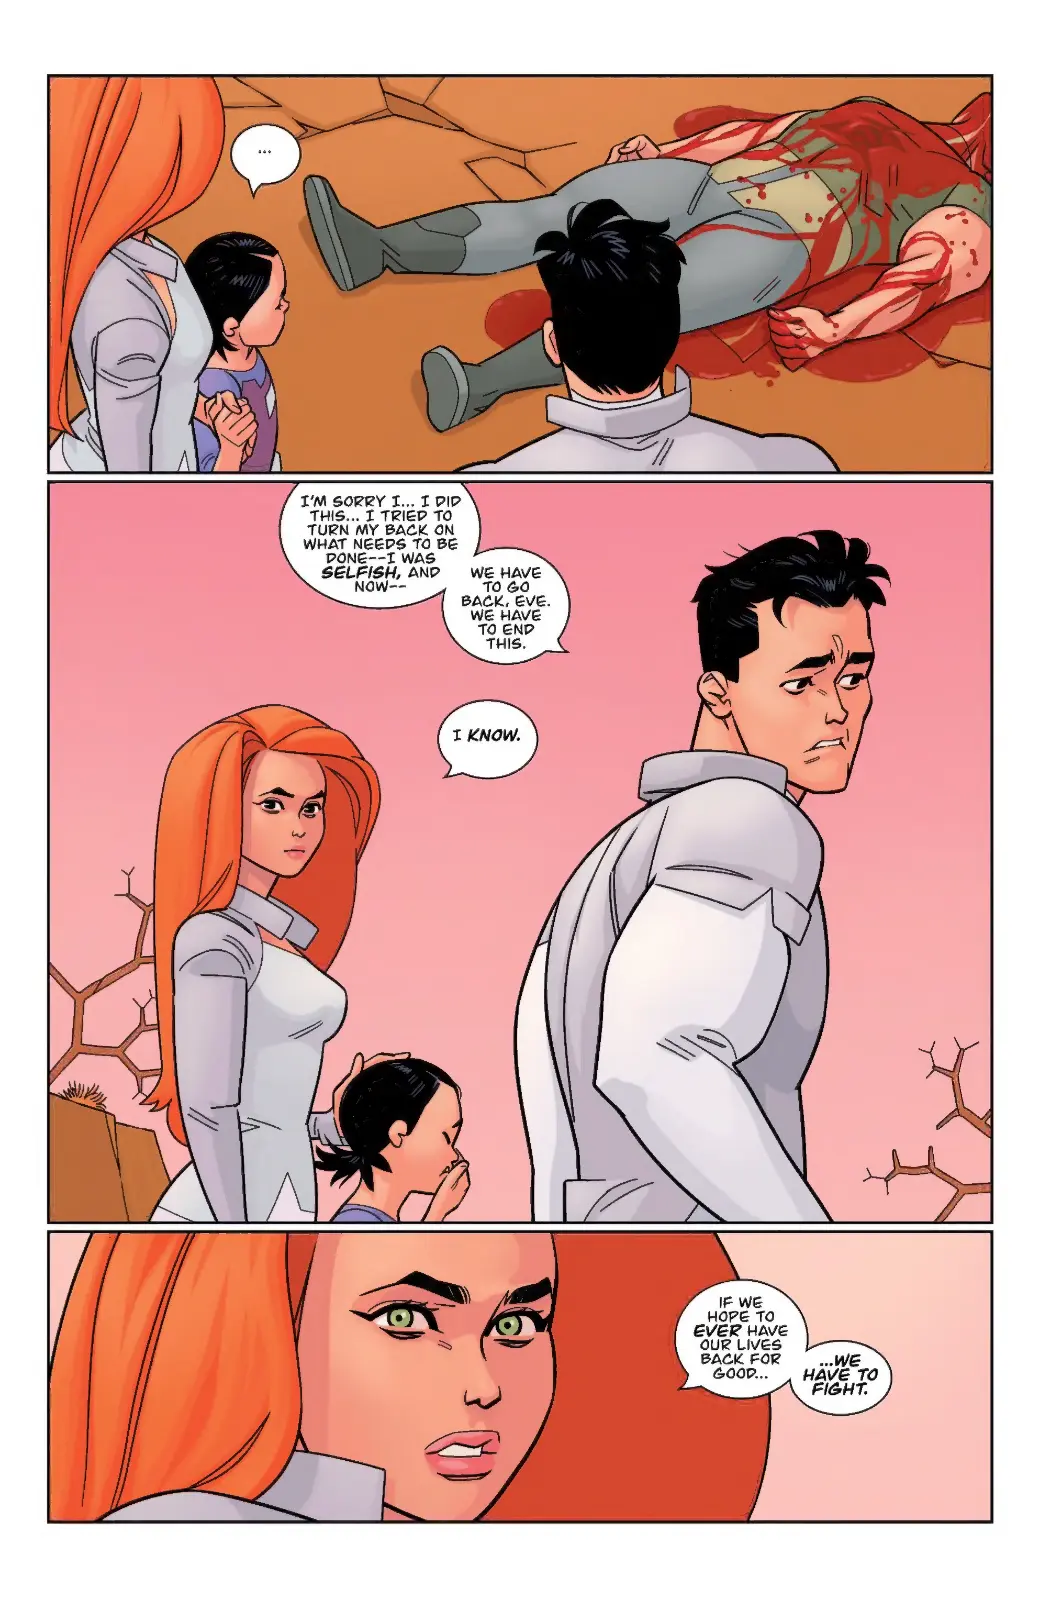 ...
I'M SORRY I... I DID
THIS... I TRIED TO
TURN MY BACK ON
WHAT NEEDS TO BE
DONE--I WAS
SELFISH, AND
NOW--
WE HAVE
TO GO
BACK, EVE.
WE HAVE
TO END
THIS.
I KNOW.
IF WE
HOPE TO
EVER HAVE
OUR LIVES
BACK FOR
GOOD...
...WE
HAVE TO
FIGHT.